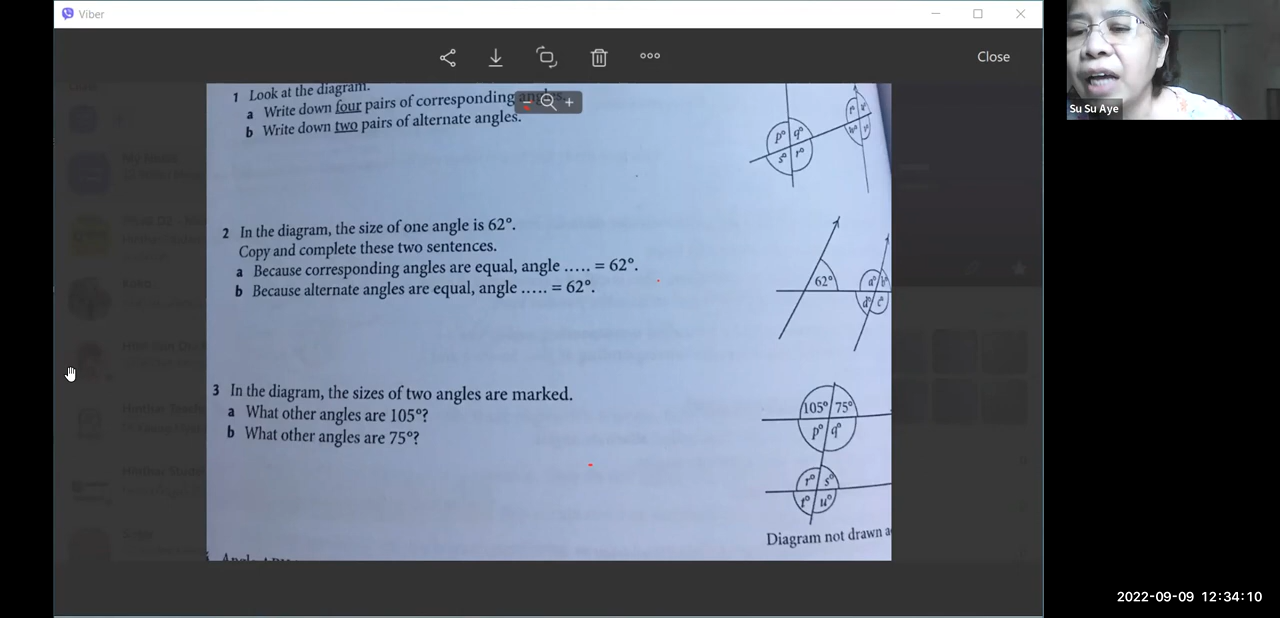 Viber
Close
1 Look at the diagram.
a Write down four pairs of corresponding angles.
b Write down two pairs of alternate angles.
p° q°
s° r°
2 In the diagram, the size of one angle is 62°.
Copy and complete these two sentences.
a Because corresponding angles are equal, angle ..... = 62°.
b Because alternate angles are equal, angle ..... = 62°.
62°
a° b°
d° c°
3 In the diagram, the sizes of two angles are marked.
a What other angles are 105°?
b What other angles are 75°?
105° 75°
p° q°
r° s°
t° u°
Diagram not drawn
Su Su Aye
2022-09-09 12:34:10